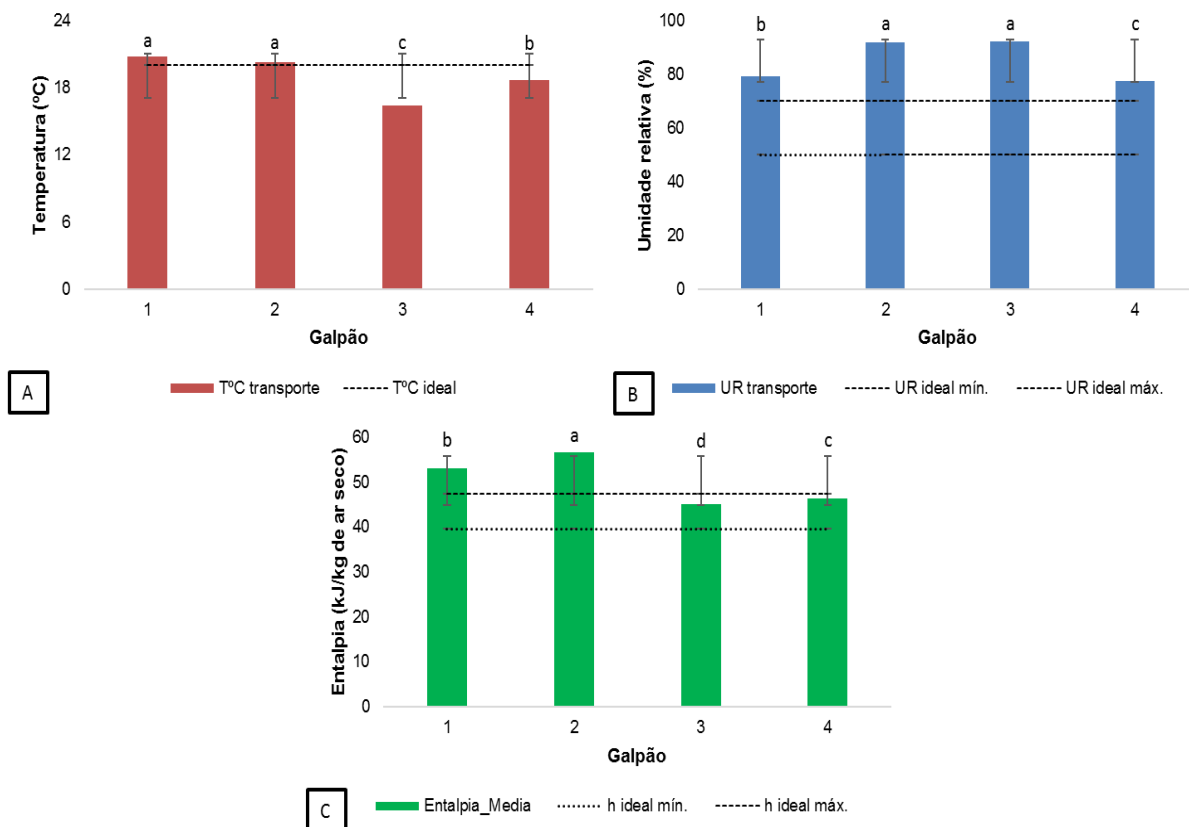 Temperatura (ºC)
24
18
12
6
0
a
a
c
b
1
2
3
4
Galpão
A
TºC transporte
TºC ideal
Umidade relativa (%)
100
80
60
40
20
0
b
a
a
c
1
2
3
4
Galpão
B
UR transporte
UR ideal mín.
UR ideal máx.
Entalpia (kJ/kg de ar seco)
60
50
40
30
20
10
0
b
a
d
c
1
2
3
4
Galpão
C
Entalpia_Media
h ideal mín.
h ideal máx.